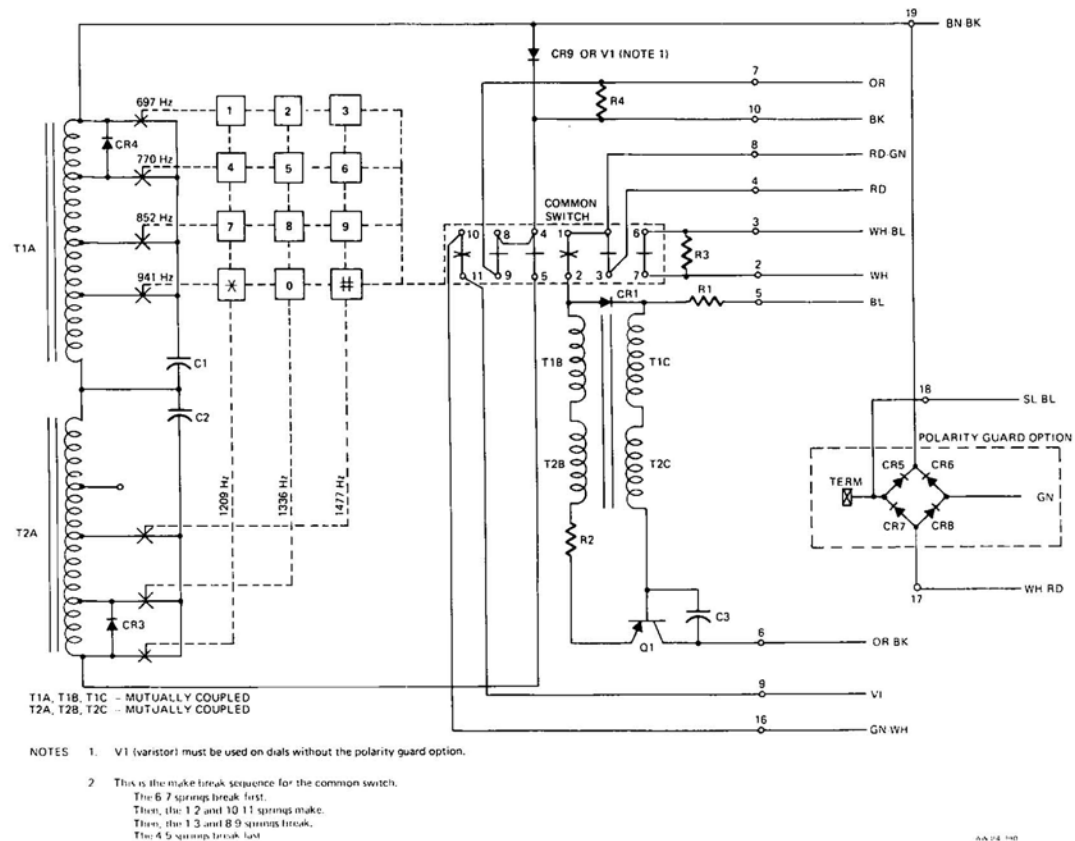 19
BN-BK
CR9 OR V1 (NOTE 1)
7
OR
R4
10
BK
8
RD-GN
4
RD
3
WH-BL
2
WH
5
BL
697 Hz
770 Hz
852 Hz
941 Hz
CR4
T1A
1 2 3
4 5 6
7 8 9
* 0 #
COMMON
SWITCH
10 8 4 1 6
11 9 5 2 3 7
R3
CR1
R1
C1
C2
T1B
T1C
T2B
T2C
R2
18
SL-BL
POLARITY GUARD OPTION
TERM
CR5
CR6
CR7
CR8
GN
17
WH-RD
T2A
1209 Hz
1336 Hz
1477 Hz
CR3
C3
Q1
6
OR-BK
9
VI
16
GN-WH
T1A, T1B, T1C – MUTUALLY COUPLED
T2A, T2B, T2C – MUTUALLY COUPLED
NOTES 1. V1 (varistor) must be used on dials without the polarity guard option.
2 This is the make break sequence for the common switch.
The 6 7 springs break first.
Then, the 1 2 and 10 11 springs make.
Then, the 1 3 and 8 9 springs break.
The 4 5 springs break last